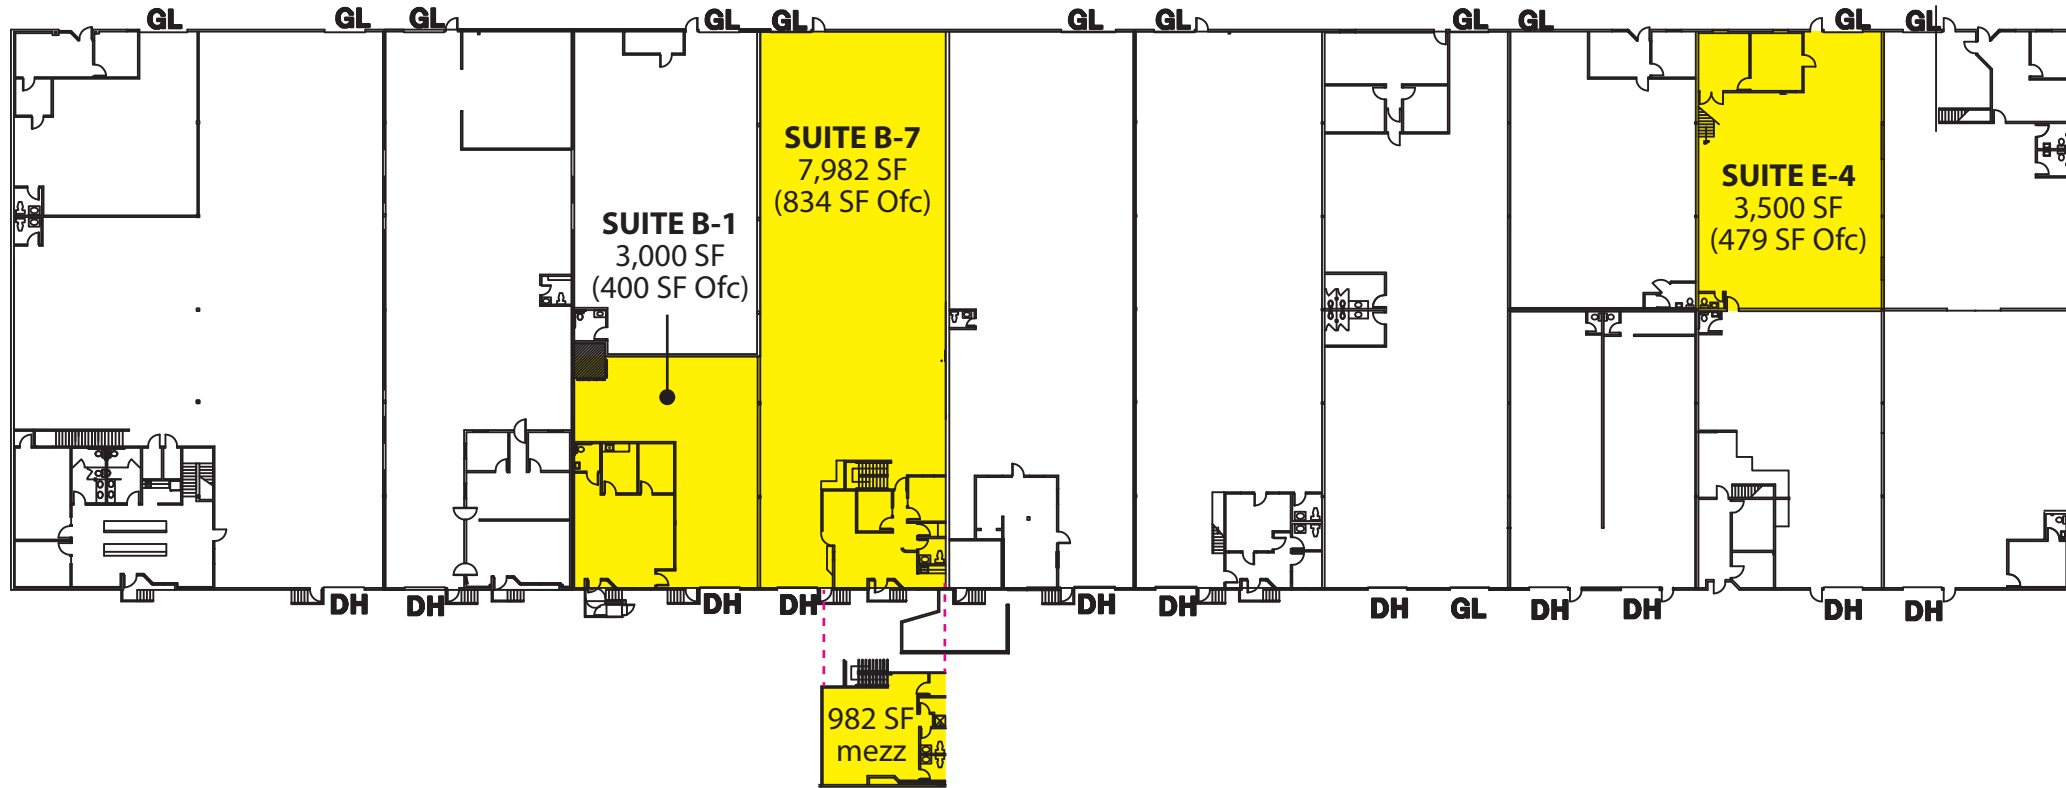 GL GL GL GL GL GL GL GL GL GL GL
SUITE B-7
7,982 SF
(834 SF Ofc)
SUITE E-4
3,500 SF
(479 SF Ofc)
SUITE B-1
3,000 SF
(400 SF Ofc)
DH DH DH DH DH DH DH GL DH DH DH DH
982 SF
mezz